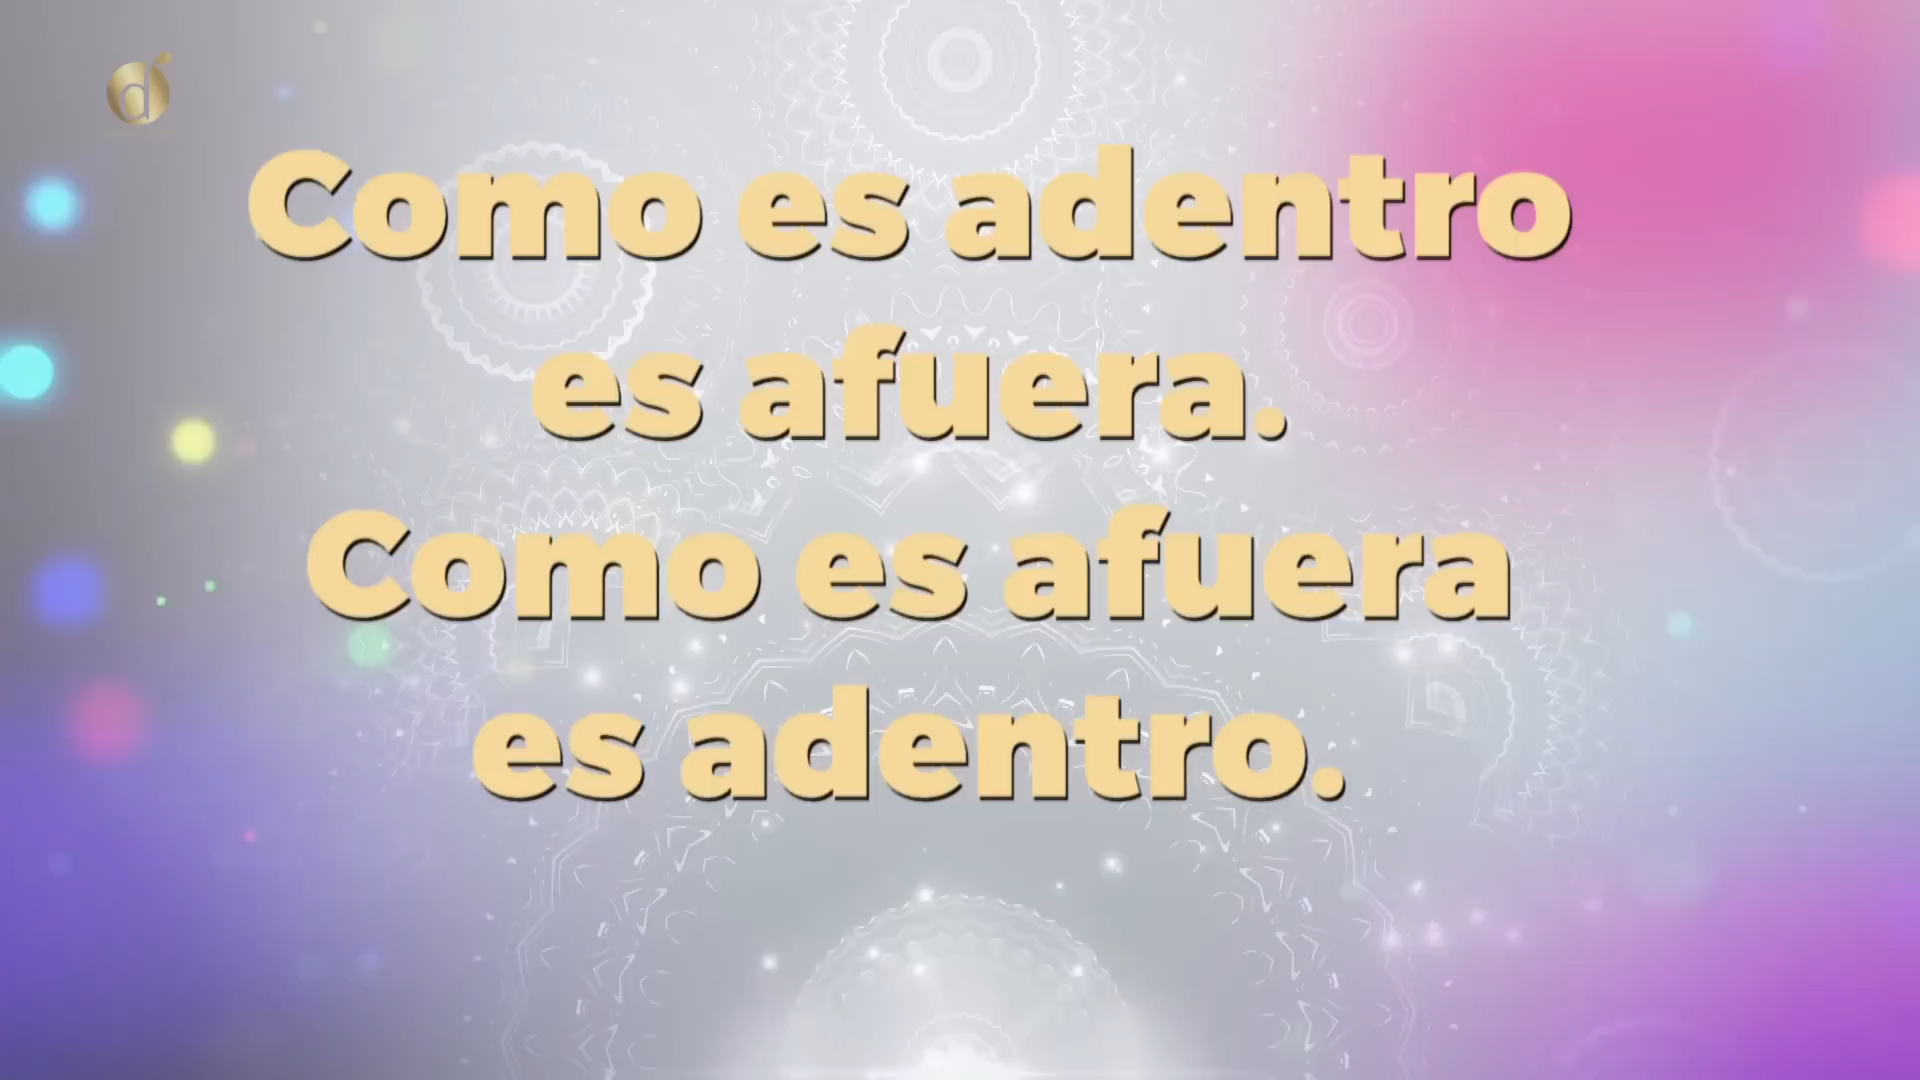 d
Como es adentro
es afuera.
Como es afuera
es adentro.